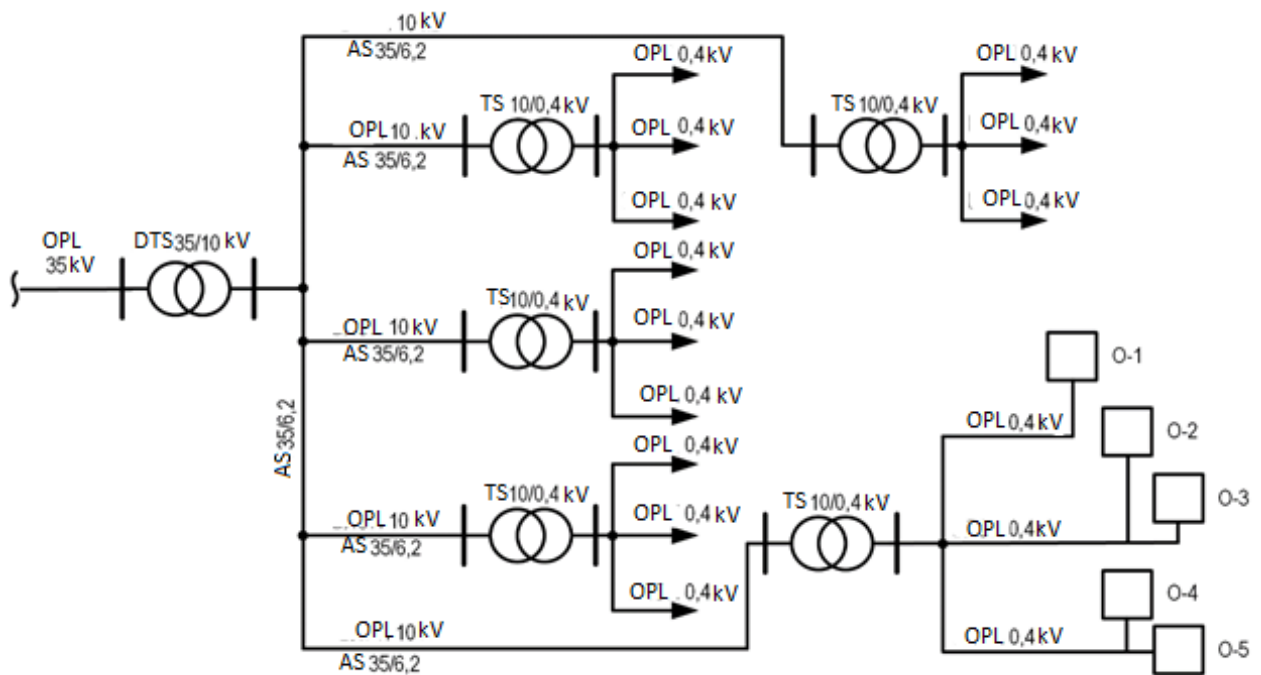 10 kV
AS 35/6,2
OPL 0,4 kV
OPL 0,4 kV
TS 10/0,4 kV
TS 10/0,4 kV
OPL 10 kV
AS 35/6,2
OPL 0,4 kV
OPL 0,4 kV
OPL 0,4 kV
OPL 0,4 kV
OPL
35 kV
DTS 35/10 kV
OPL 0,4 kV
TS 10/0,4 kV
OPL 10 kV
AS 35/6,2
OPL 0,4 kV
OPL 0,4 kV
AS 35/6,2
O-1
OPL 0,4 kV
O-2
OPL 0,4 kV
TS 10/0,4 kV
TS 10/0,4 kV
O-3
OPL 10 kV
AS 35/6,2
OPL 0,4 kV
OPL 0,4 kV
OPL 0,4 kV
O-4
OPL 10 kV
AS 35/6,2
OPL 0,4 kV
O-5